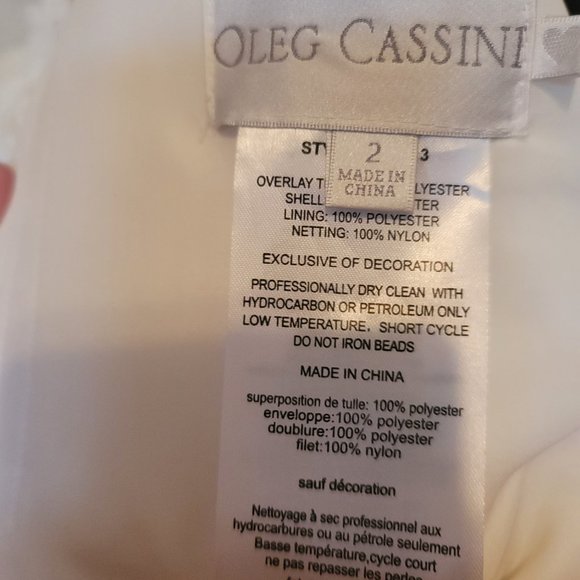 OLEG CASSINI
2
MADE IN
CHINA
3
OVERLAY
SHELL
LINING: 100% POLYESTER
NETTING: 100% NYLON
EXCLUSIVE OF DECORATION
PROFESSIONALLY DRY CLEAN WITH
HYDROCARBON OR PETROLEUM ONLY
LOW TEMPERATURE, SHORT CYCLE
DO NOT IRON BEADS
MADE IN CHINA
superposition de tulle: 100% polyester
enveloppe:100% polyester
doublure:100% polyester
filet:100% nylon
sauf décoration
Nettoyage à sec professionnel aux
hydrocarbures ou au pétrole seulement
Basse température,cycle court
ne pas repasser les perles